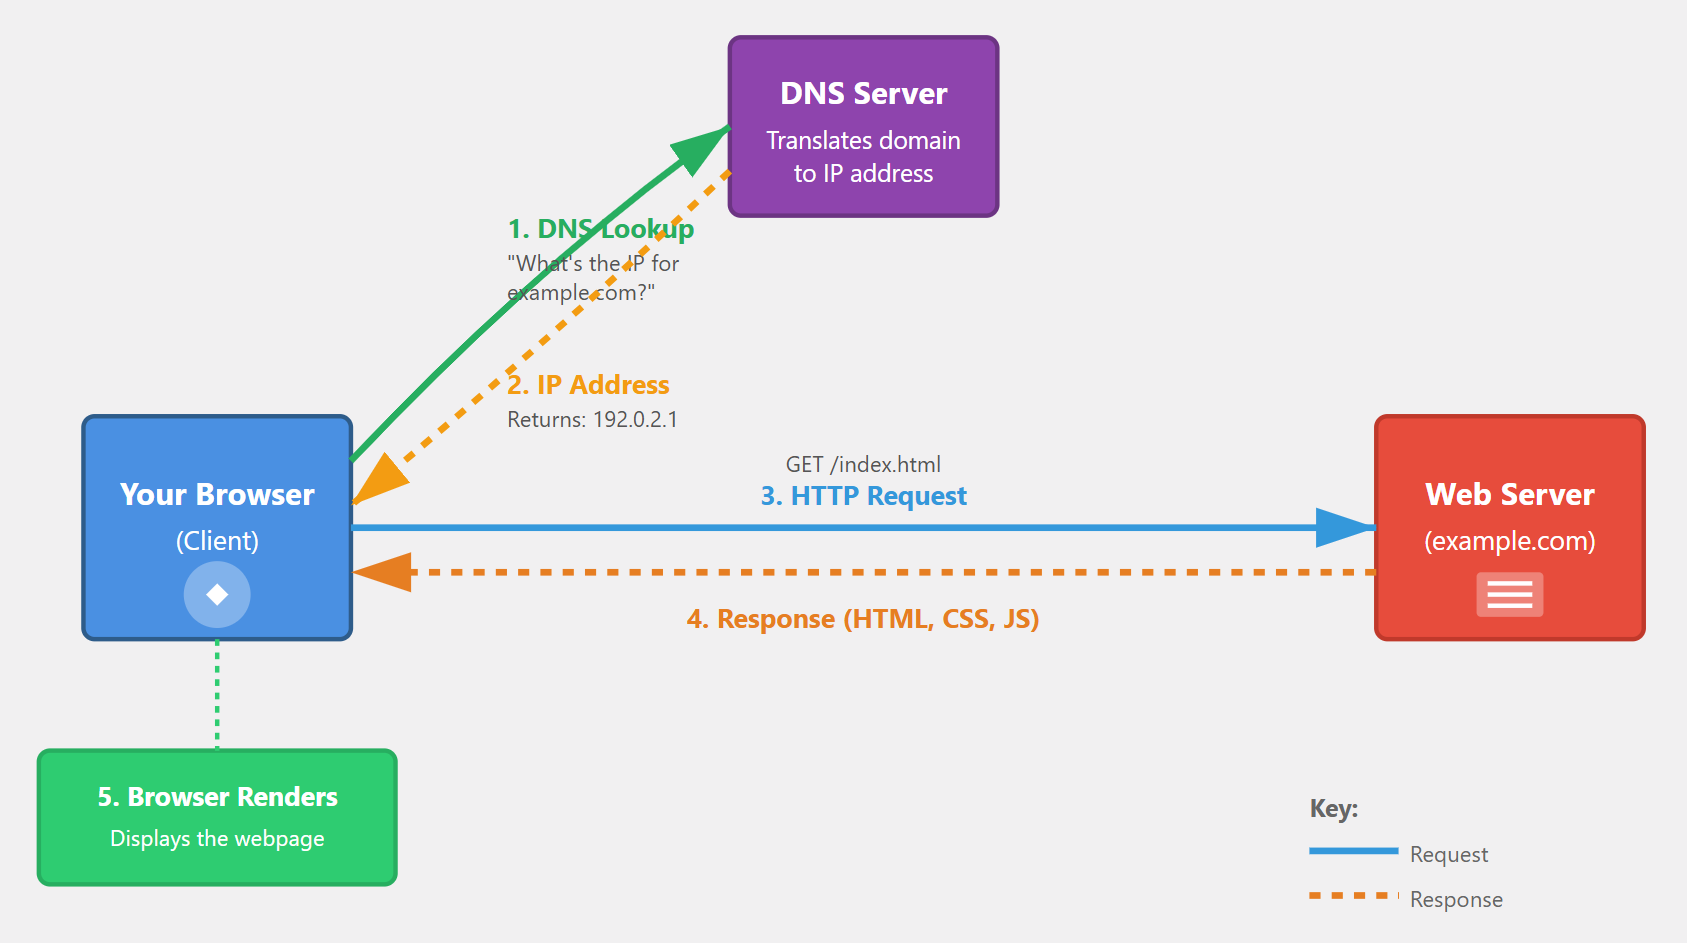 DNS Server
Translates domain
to IP address
1. DNS Lookup
"What's the IP for
example.com?"
2. IP Address
Returns: 192.0.2.1
GET /index.html
3. HTTP Request
Your Browser
(Client)
Web Server
(example.com)
4. Response (HTML, CSS, JS)
5. Browser Renders
Displays the webpage
Key:
Request
Response